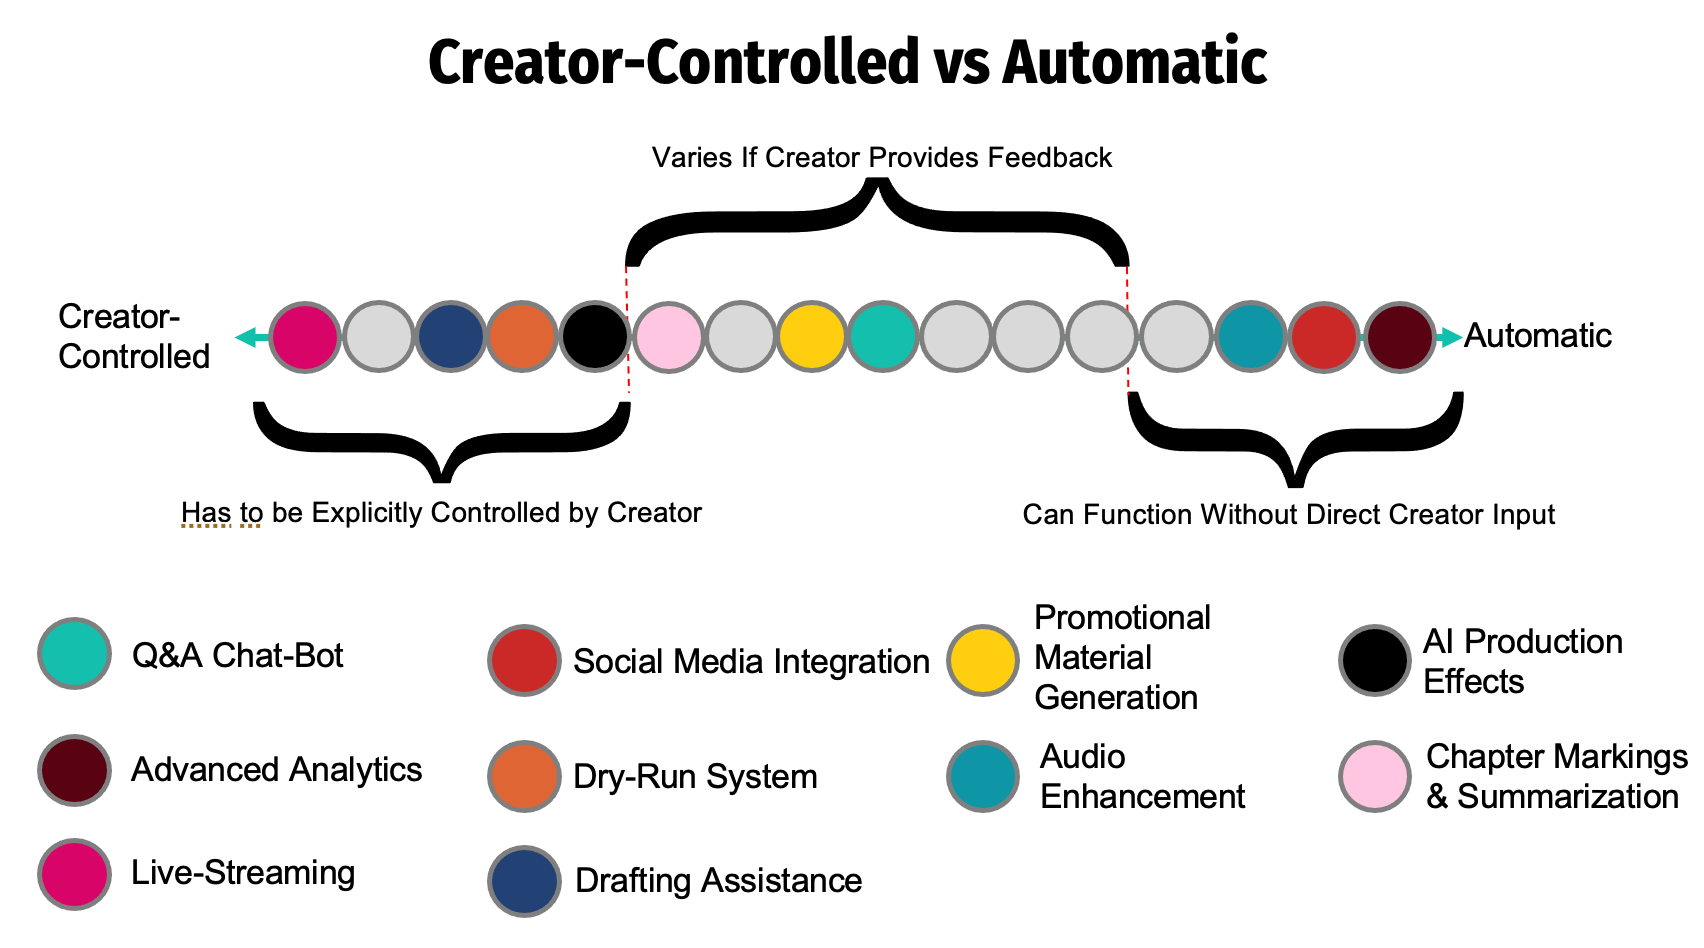 Creator-Controlled vs Automatic
Varies If Creator Provides Feedback
Creator-
Controlled
Automatic
Has to be Explicitly Controlled by Creator
Can Function Without Direct Creator Input
Q&A Chat-Bot
Social Media Integration
Promotional
Material
Generation
AI Production
Effects
Advanced Analytics
Dry-Run System
Audio
Enhancement
Chapter Markings
& Summarization
Live-Streaming
Drafting Assistance